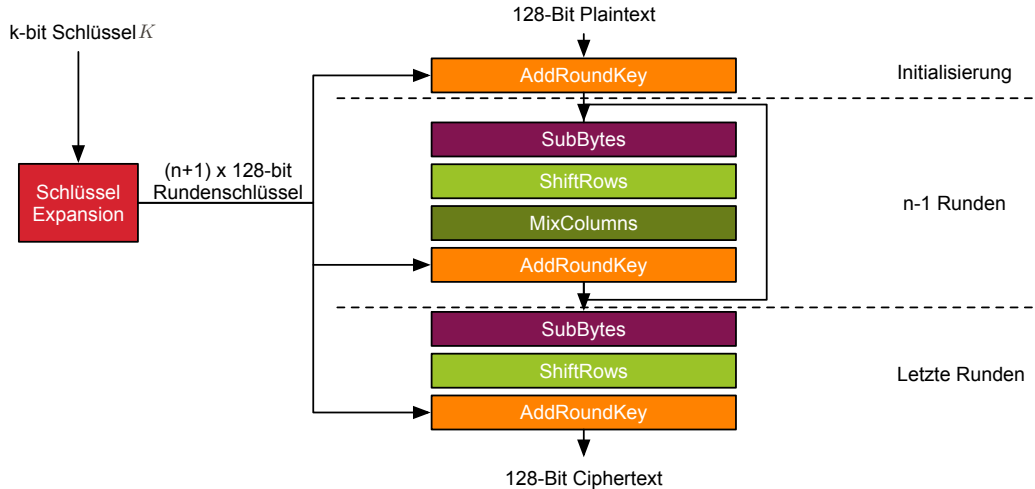 128-Bit Plaintext
k-bit Schlüssel K
AddRoundKey
Initialisierung
SubBytes
(n+1) x 128-bit
Rundenschlüssel
ShiftRows
Schlüssel
Expansion
MixColumns
n-1 Runden
AddRoundKey
SubBytes
ShiftRows
Letzte Runden
AddRoundKey
128-Bit Ciphertext